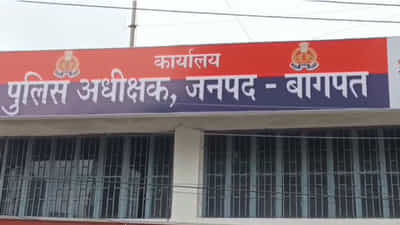 कार्यालय
पुलिस अधीक्षक, जनपद - बागपत